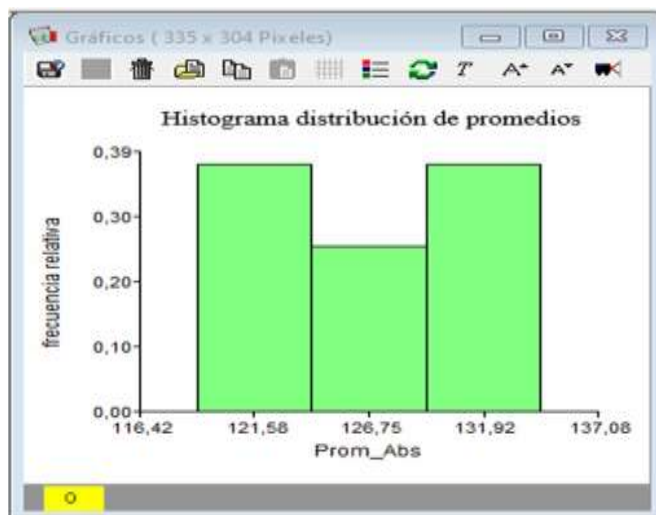 Gráficos ( 335 x 304 Pixeles)
T A+ A▾
Histograma distribución de promedios
0,39
0,30
0,20
0,10
0,00
frecuencia relativa
116,42 121,58 126,75 131,92 137,08
Prom_Abs
O